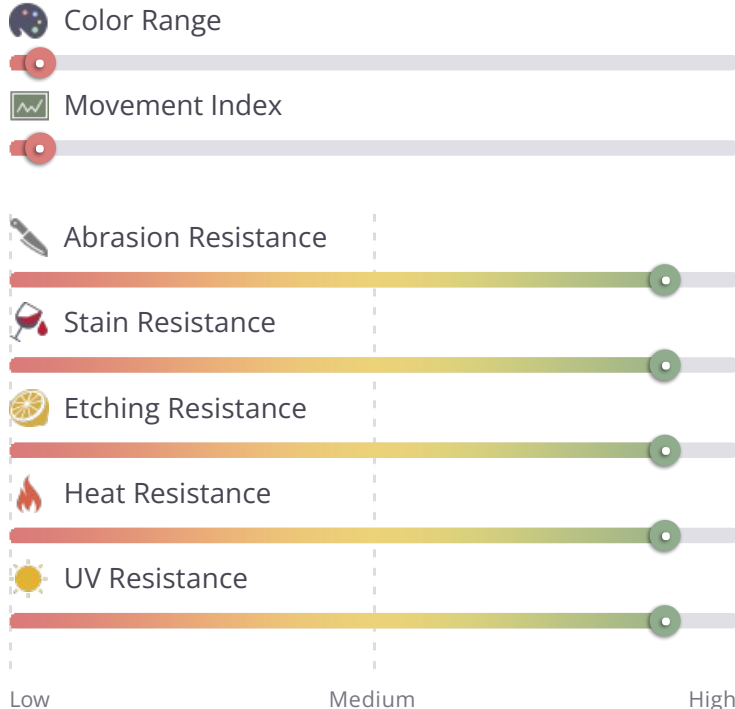 Color Range
Movement Index
Abrasion Resistance
Stain Resistance
Etching Resistance
Heat Resistance
UV Resistance
Low Medium High